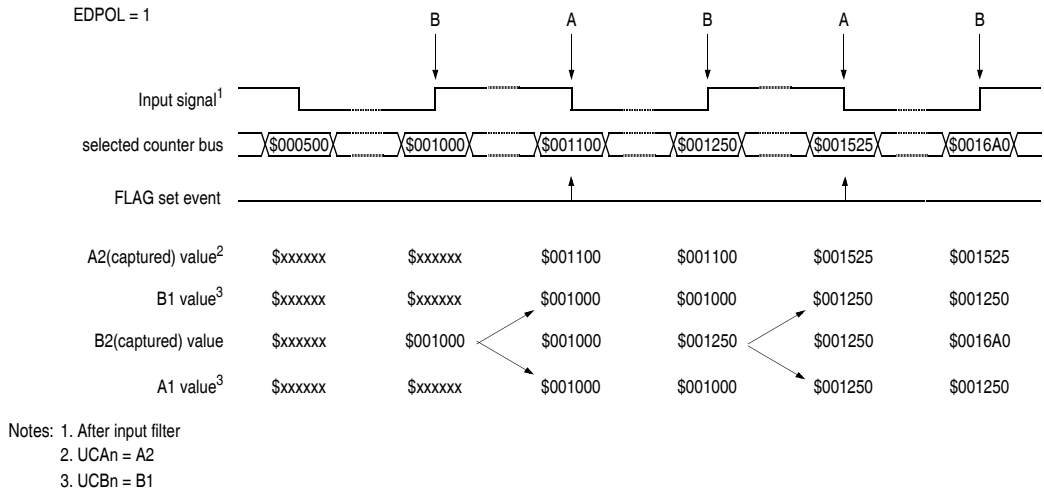 EDPOL = 1
B A B A B
Input signal1
selected counter bus $000500 $001000 $001100 $001250 $001525 $0016A0
FLAG set event
A2(captured) value2 $xxxxxx $xxxxxx $001100 $001100 $001525 $001525
B1 value3 $xxxxxx $xxxxxx $001000 $001000 $001250 $001250
B2(captured) value $xxxxxx $001000 $001000 $001250 $001250 $0016A0
A1 value3 $xxxxxx $xxxxxx $001000 $001000 $001250 $001250
Notes: 1. After input filter
2. UCAn = A2
3. UCBn = B1